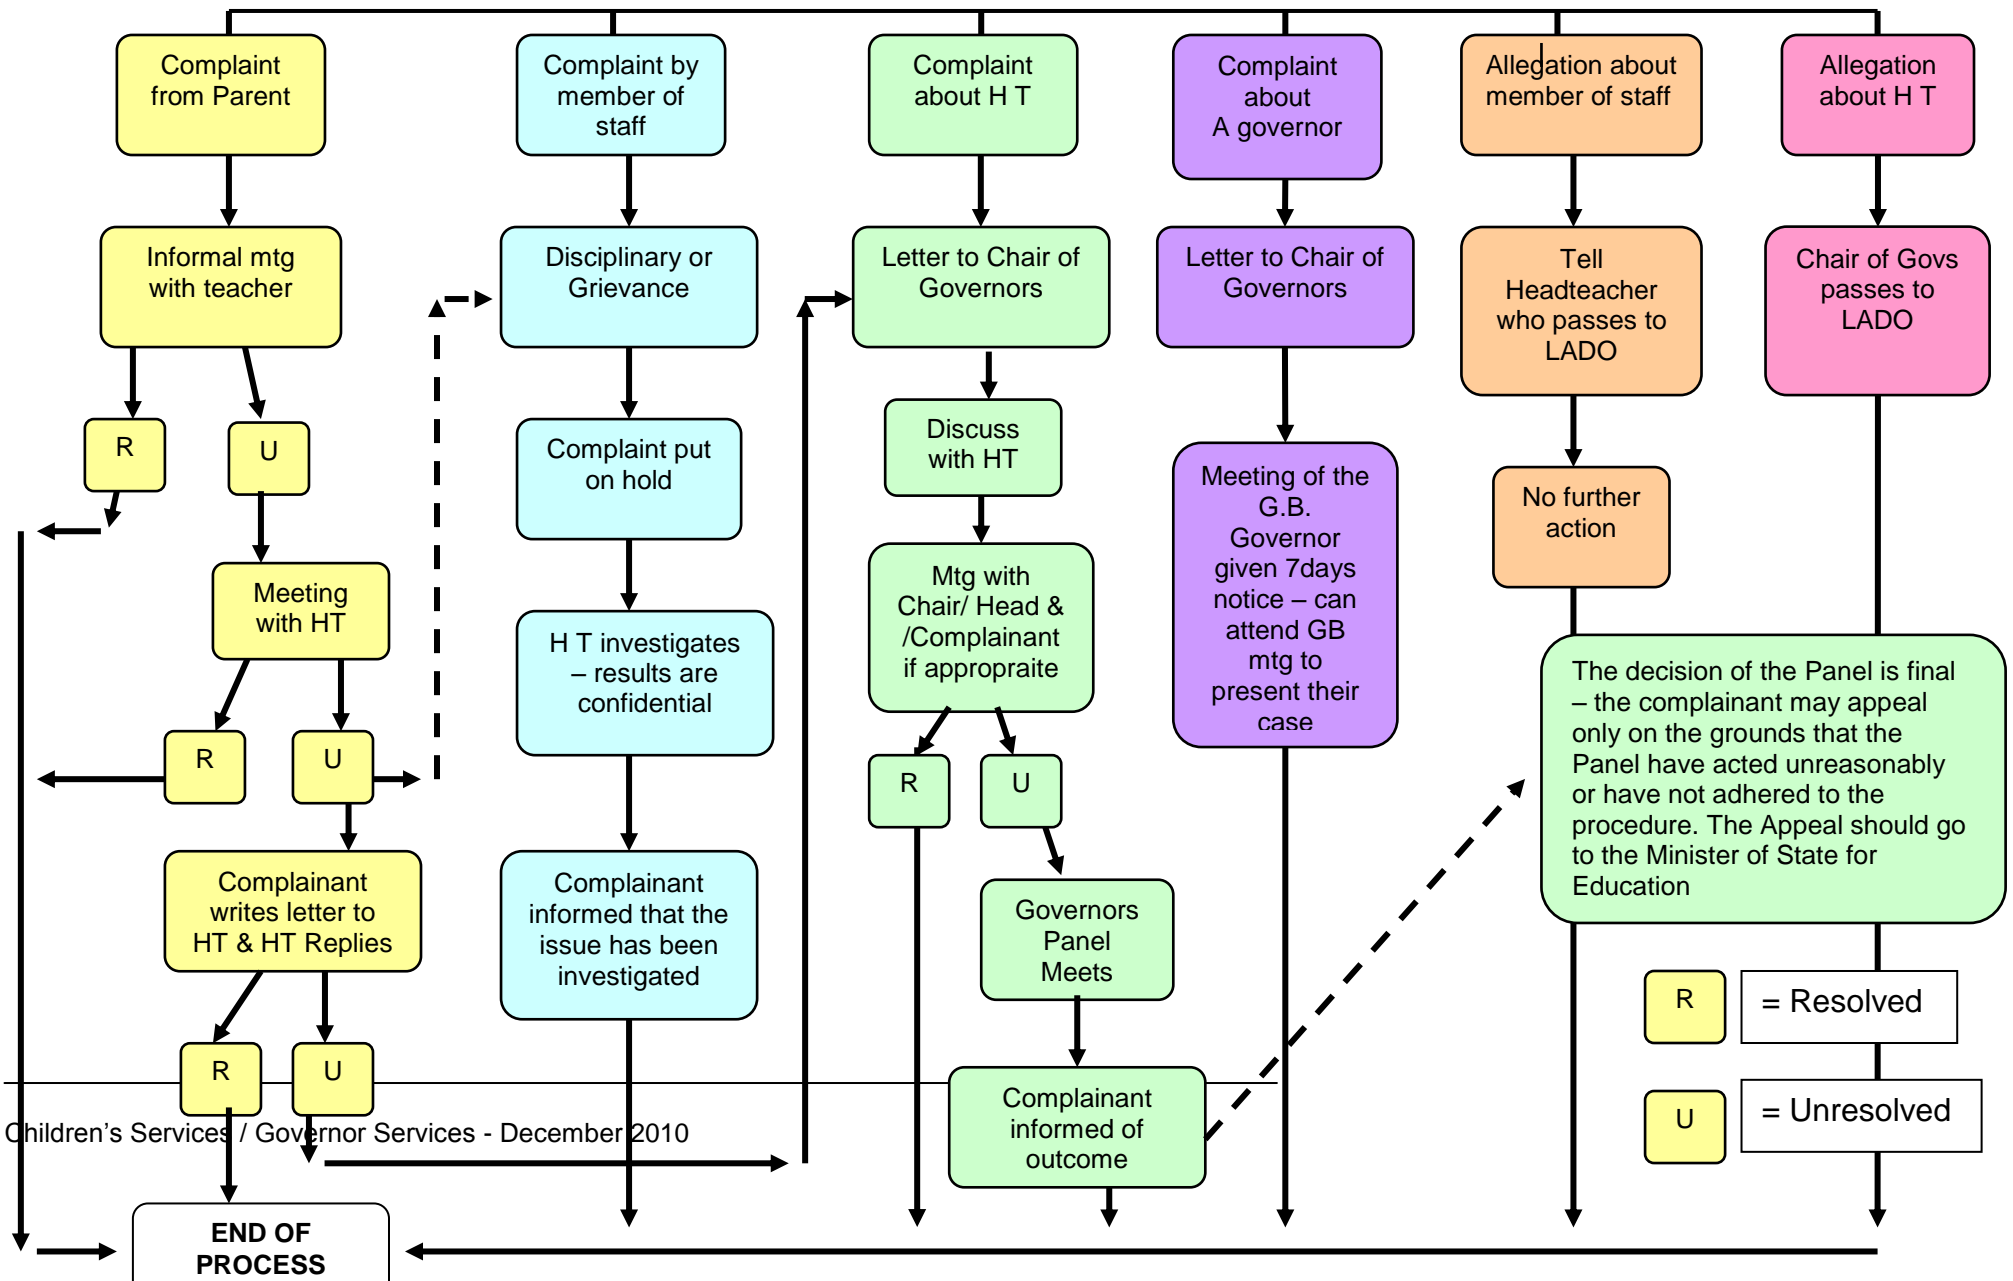 Complaint
from Parent
Complaint by
member of
staff
Complaint
about H T
Complaint
about
A governor
Allegation about
member of staff
Allegation
about H T
Informal mtg
with teacher
Disciplinary or
Grievance
Letter to Chair of
Governors
Letter to Chair of
Governors
Tell
Headteacher
who passes to
LADO
Chair of Govs
passes to
LADO
R
U
Complaint put
on hold
Discuss
with HT
Meeting of the
G.B.
Governor
given 7days
notice – can
attend GB
mtg to
present their
case
No further
action
Meeting
with HT
H T investigates
– results are
confidential
Mtg with
Chair/ Head &
/Complainant
if appropraite
The decision of the Panel is final
– the complainant may appeal
only on the grounds that the
Panel have acted unreasonably
or have not adhered to the
procedure. The Appeal should go
to the Minister of State for
Education
R
U
R
U
Complainant
writes letter to
HT & HT Replies
Complainant
informed that the
issue has been
investigated
Governors
Panel
Meets
R
= Resolved
R
U
Complainant
informed of
outcome
U
= Unresolved
Children's Services / Governor Services - December 2010
END OF
PROCESS